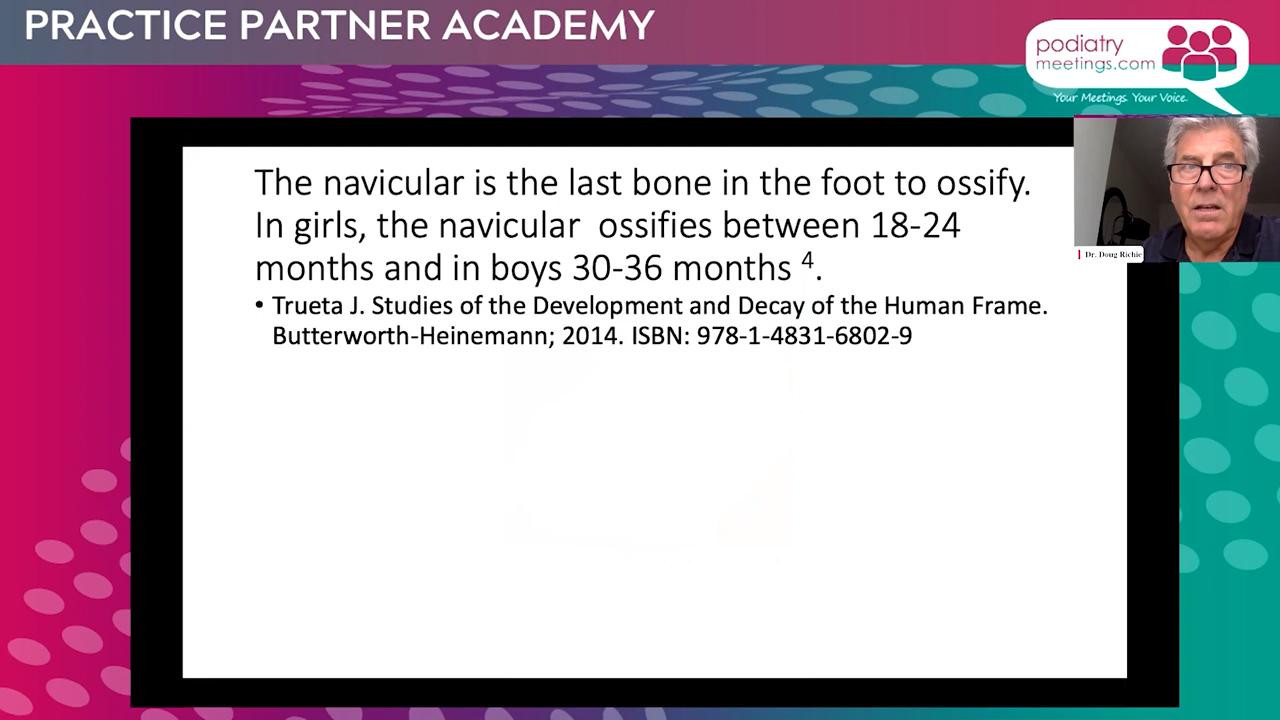 PRACTICE PARTNER ACADEMY
podiatry
meetings.com
Your Meetings. Your Voice.
The navicular is the last bone in the foot to ossify.
In girls, the navicular ossifies between 18-24
months and in boys 30-36 months ⁴.
• Trueta J. Studies of the Development and Decay of the Human Frame.
Butterworth-Heinemann; 2014. ISBN: 978-1-4831-6802-9
Dr. Doug Richie